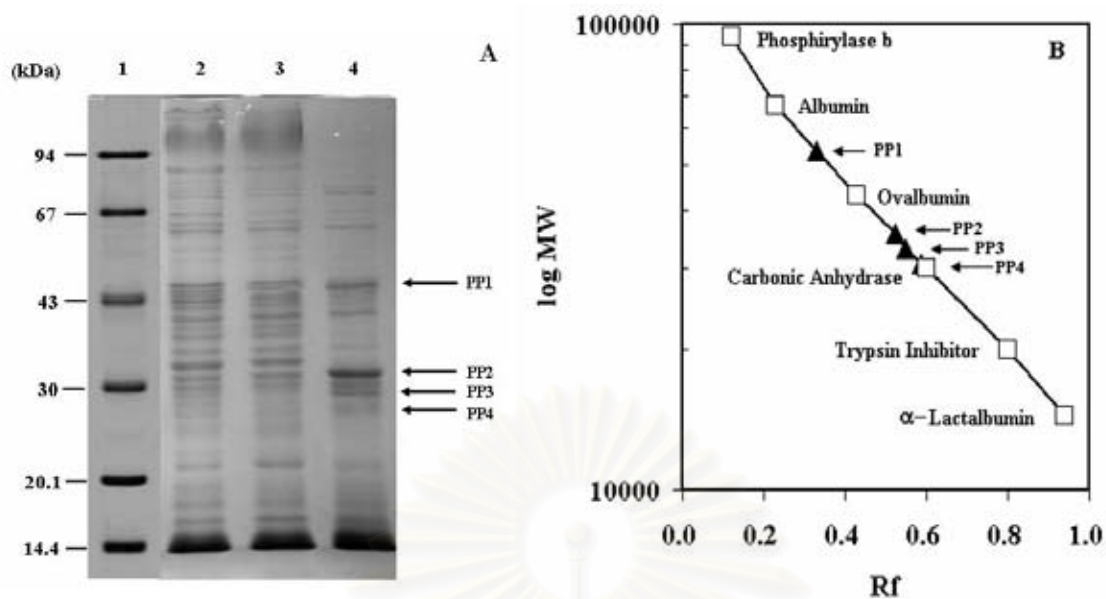 (kDa) 1 2 3 4 A
94
67
43
30
20.1
14.4
PP1
PP2
PP3
PP4
B
100000
10000
log MW
Phosphirylase b
Albumin
PP1
Ovalbumin
PP2
PP3
Carbonic Anhydrase
PP4
Trypsin Inhibitor
α-Lactalbumin
0.0 0.2 0.4 0.6 0.8 1.0
Rf